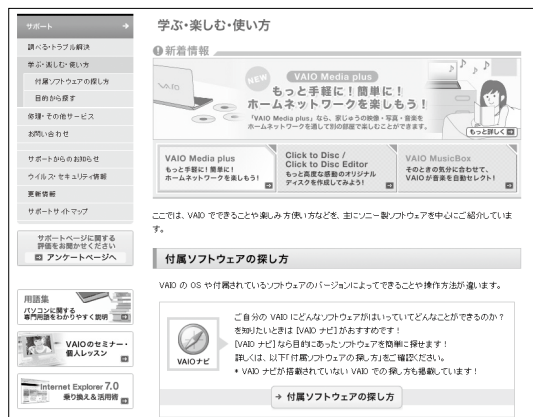 サポート
調べる・トラブル解決
学ぶ・楽しむ・使い方
付属ソフトウェアの探し方
目的から探す
修理・その他サービス
お問い合わせ
サポートからのお知らせ
ウイルス・セキュリティ情報
更新情報
サポートサイトマップ
サポートページに関する
評価をお聞かせください
アンケートページへ
用語集
パソコンに関する
専門用語をわかりやすく説明
VAIOのセミナー・
個人レッスン
Internet Explorer 7.0
乗り換え&活用術
学ぶ・楽しむ・使い方
新着情報
NEW
VAIO
VAIO Media plus
もっと手軽に!簡単に!
ホームネットワークを楽しもう!
「VAIO Media plus」なら、家じゅうの映像・写真・音楽を
ホームネットワークを通して別の部屋で楽しむことができます。
もっと詳しく
VAIO Media plus
もっと手軽に!簡単に!
ホームネットワークを楽しもう!
Click to Disc /
Click to Disc Editor
もっと高度な感動のオリジナル
ディスクを作成してみよう!
VAIO MusicBox
そのときの気分に合わせて、
VAIO が音楽を自動セレクト!
ここでは、VAIO でできることや楽しみ方使い方などを、主にソニー製ソフトウェアを中心にご紹介していま
す。
付属ソフトウェアの探し方
VAIO の OS や付属されているソフトウェアのバージョンによってできることや操作方法が違います。
VAIOナビ
ご自分の VAIO にどんなソフトウェアがはいっていてどんなことができるのか?
を知りたいときは [VAIO ナビ]がおすすめです!
[VAIO ナビ]なら目的にあったソフトウェアを簡単に探せます!
詳しくは、以下「付属ソフトウェアの探し方」をご確認ください。
* VAIO ナビが搭載されていない VAIO での探し方も掲載しています!
付属ソフトウェアの探し方